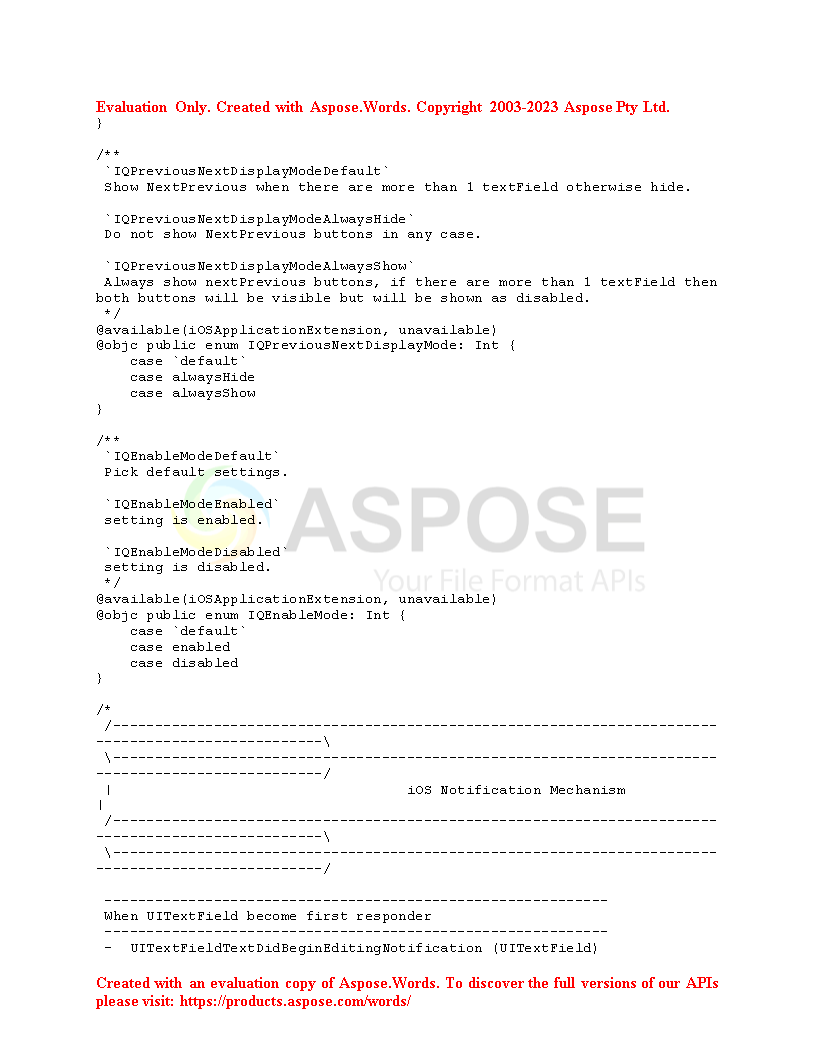 Evaluation Only. Created with Aspose.Words. Copyright 2003-2023 Aspose Pty Ltd.
}

/**
 `IQPreviousNextDisplayModeDefault`
 Show NextPrevious when there are more than 1 textField otherwise hide.

 `IQPreviousNextDisplayModeAlwaysHide`
 Do not show NextPrevious buttons in any case.

 `IQPreviousNextDisplayModeAlwaysShow`
 Always show nextPrevious buttons, if there are more than 1 textField then
both buttons will be visible but will be shown as disabled.
 */
@available(iOSApplicationExtension, unavailable)
@objc public enum IQPreviousNextDisplayMode: Int {
    case `default`
    case alwaysHide
    case alwaysShow
}

/**
 `IQEnableModeDefault`
 Pick default settings.

 `IQEnableModeEnabled`
 setting is enabled.

 `IQEnableModeDisabled`
 setting is disabled.
 */
ASPOSE
Your File Format APIs
@available(iOSApplicationExtension, unavailable)
@objc public enum IQEnableMode: Int {
    case `default`
    case enabled
    case disabled
}

/*
 /------------------------------------------------------------------------
---------------------------\
 \------------------------------------------------------------------------
---------------------------/
 |                                   iOS Notification Mechanism
|
 /------------------------------------------------------------------------
---------------------------\
 \------------------------------------------------------------------------
---------------------------/

 ------------------------------------------------------------
 When UITextField become first responder
 ------------------------------------------------------------
 -  UITextFieldTextDidBeginEditingNotification (UITextField)
Created with an evaluation copy of Aspose.Words. To discover the full versions of our APIs
please visit: https://products.aspose.com/words/